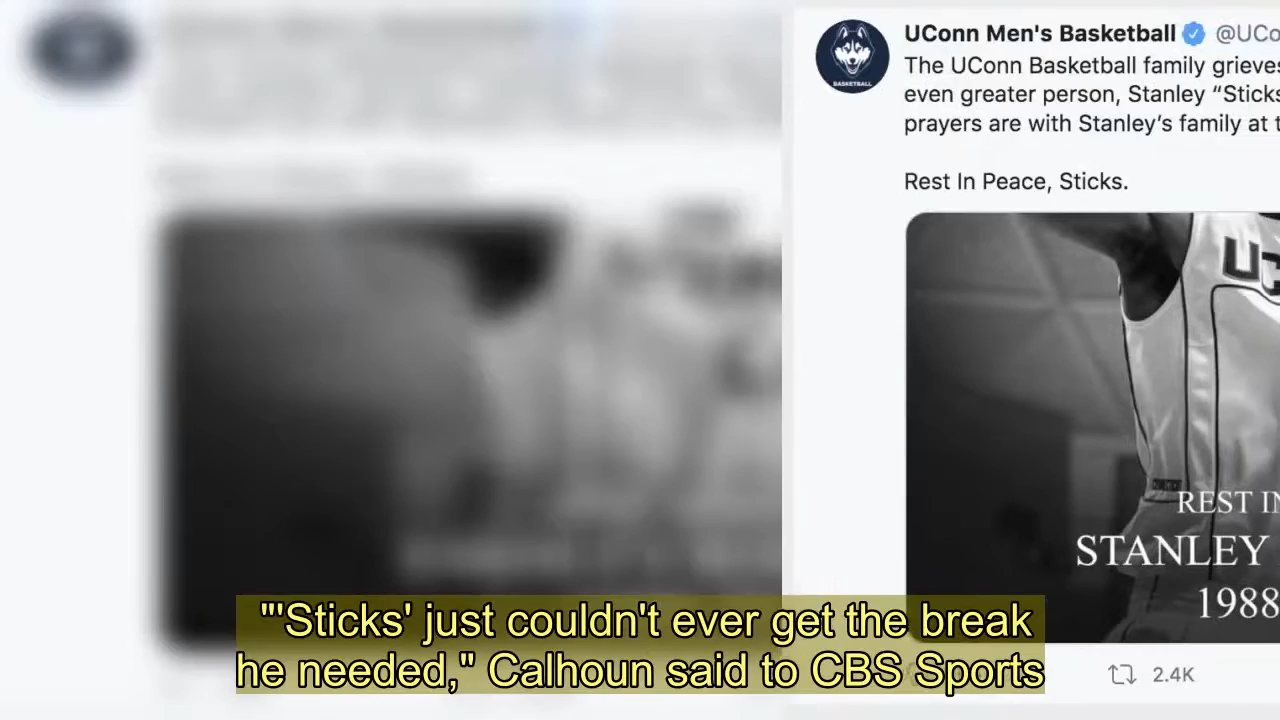 UConn Men's Basketball @UCo
The UConn Basketball family grieves
even greater person, Stanley “Sticks
prayers are with Stanley’s family at t
Rest In Peace, Sticks.
BASKETBALL
UC
CONNECTICUT
REST IN
STANLEY
1988
"'Sticks' just couldn't ever get the break
he needed," Calhoun said to CBS Sports
2.4K